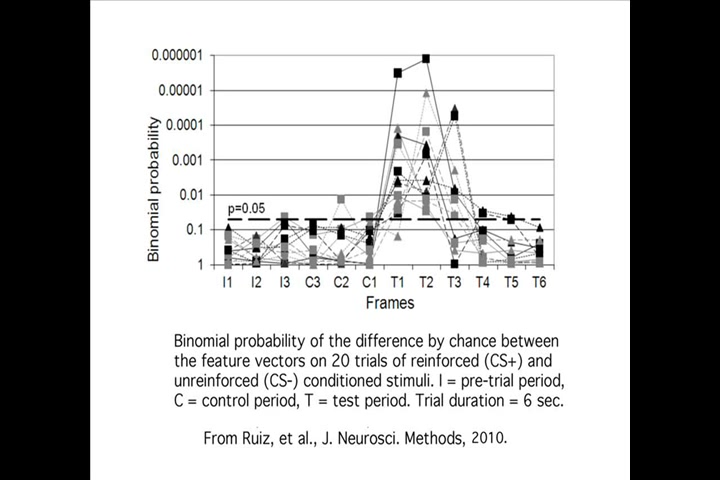 0.000001
0.00001
0.0001
0.001
0.01
0.1
1
Binomial probability
p=0.05
I1 I2 I3 C3 C2 C1 T1 T2 T3 T4 T5 T6
Frames
Binomial probability of the difference by chance between
the feature vectors on 20 trials of reinforced (CS+) and
unreinforced (CS-) conditioned stimuli. I = pre-trial period,
C = control period, T = test period. Trial duration = 6 sec.
From Ruiz, et al., J. Neurosci. Methods, 2010.